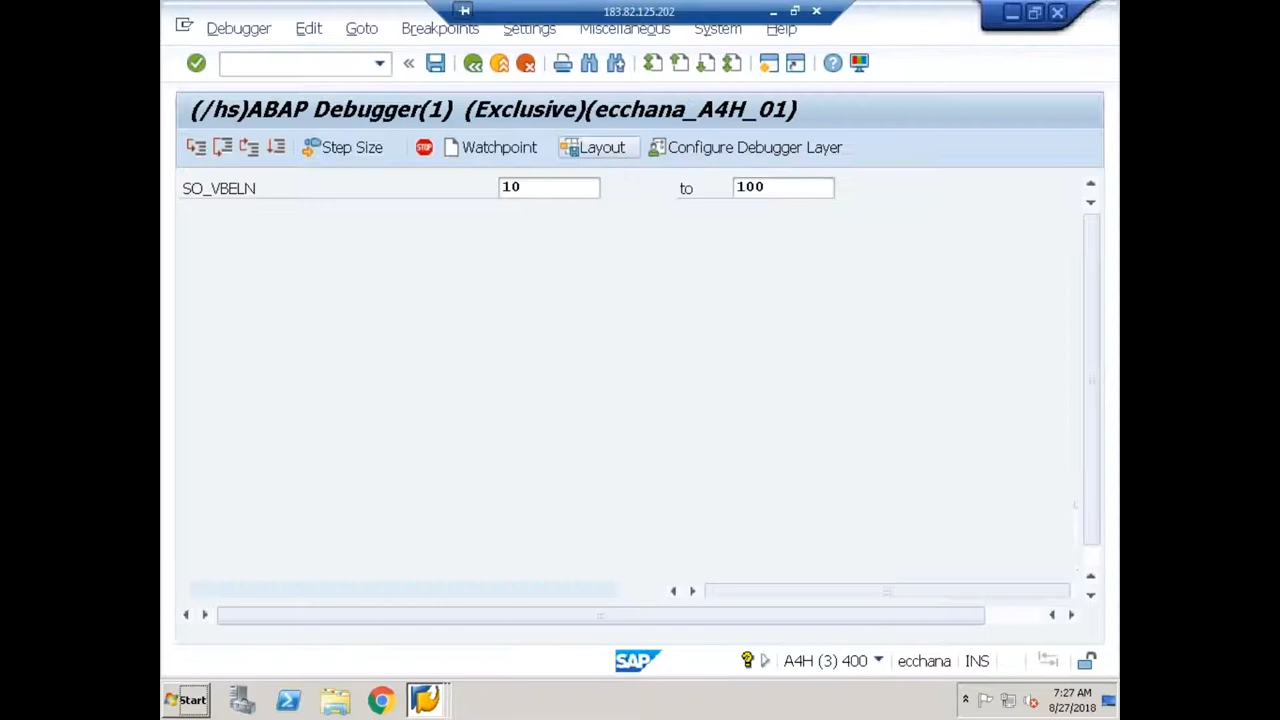 183.82.125.202
Debugger Edit Goto Breakpoints Settings Miscellaneous System Help
(/hs)ABAP Debugger(1) (Exclusive)(ecchana_A4H_01)
Step Size STOP Watchpoint Layout Configure Debugger Layer
SO_VBELN 10 to 100
SAP A4H (3) 400 ecchana INS
Start 7:27 AM
8/27/2018